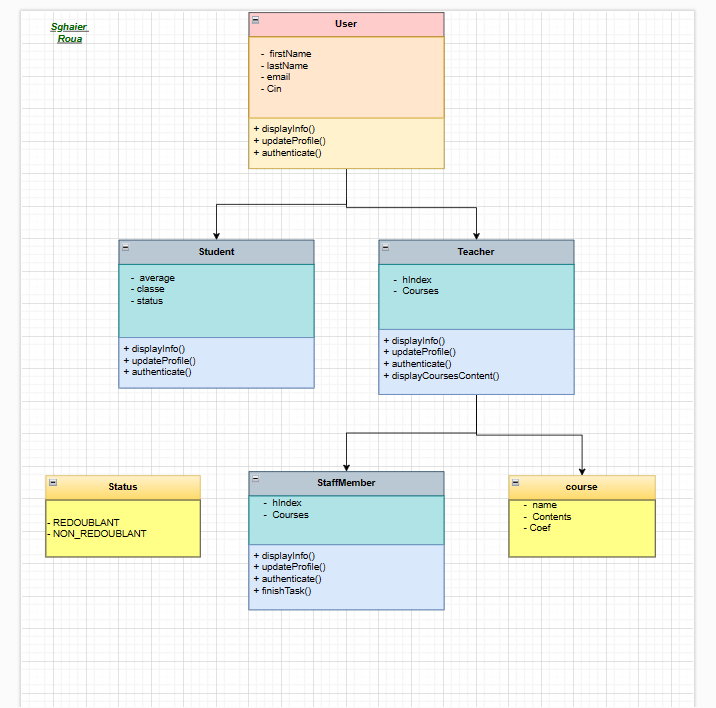 Sghaier
Roua
User
- firstName
- lastName
- email
- Cin
+ displayInfo()
+ updateProfile()
+ authenticate()
Student
- average
- classe
- status
+ displayInfo()
+ updateProfile()
+ authenticate()
Teacher
- hIndex
- Courses
+ displayInfo()
+ updateProfile()
+ authenticate()
+ displayCoursesContent()
Status
- REDOUBLANT
- NON_REDOUBLANT
StaffMember
- hIndex
- Courses
+ displayInfo()
+ updateProfile()
+ authenticate()
+ finishTask()
course
- name
- Contents
- Coef